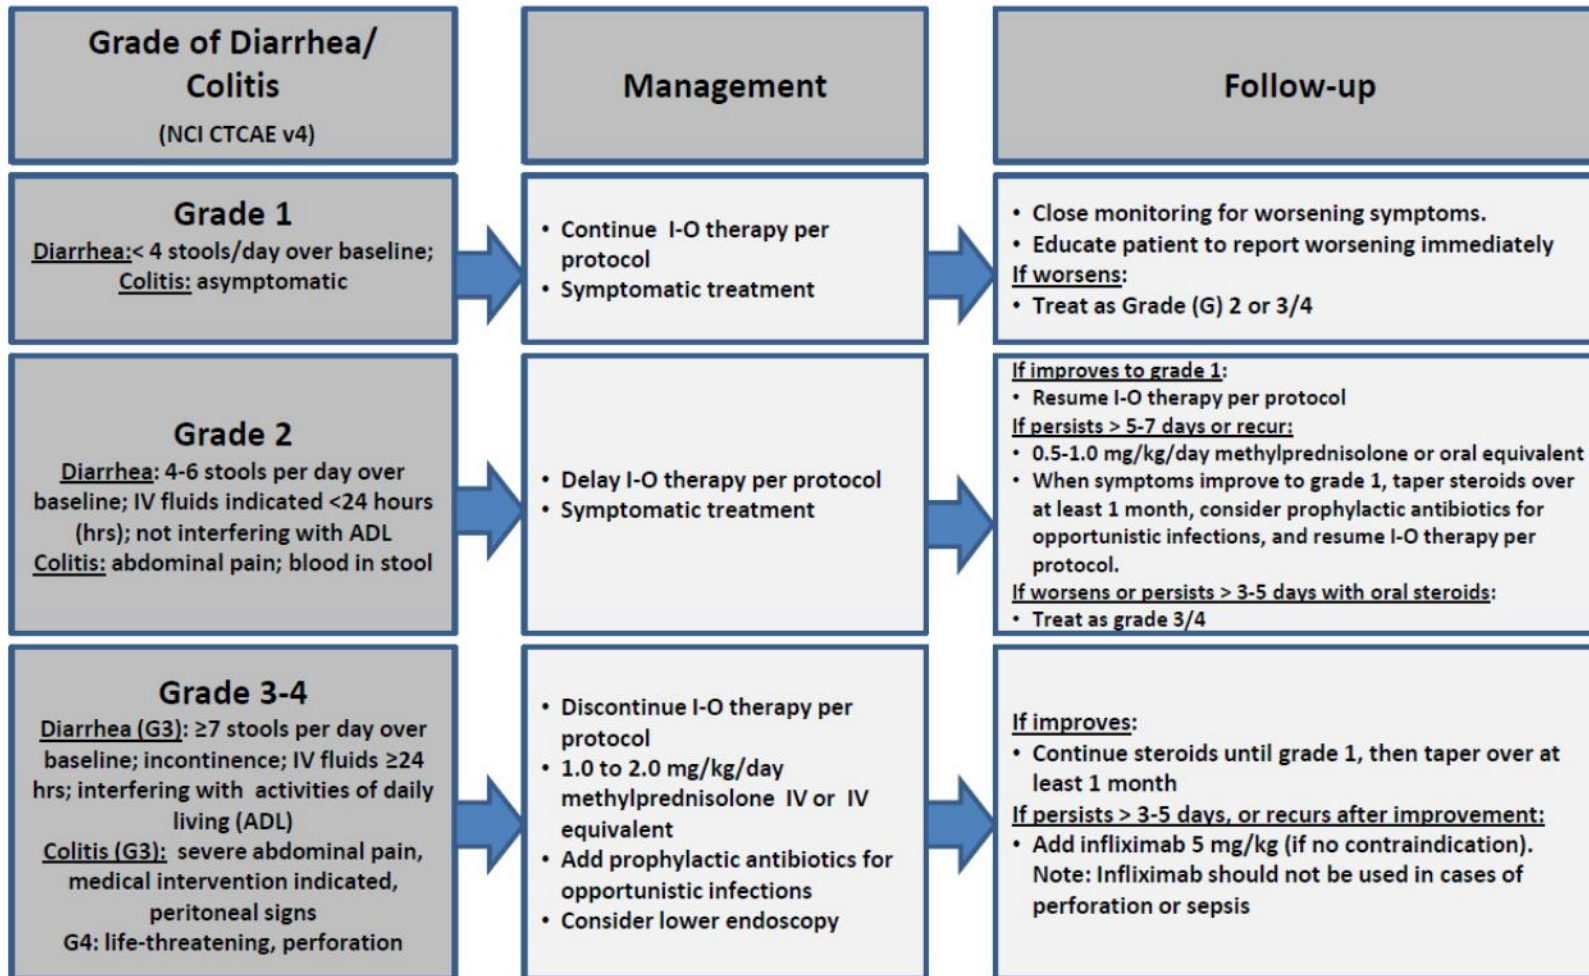 Grade of Diarrhea/
Colitis
(NCI CTCAE v4)
Management
Follow-up
Grade 1
Diarrhea:< 4 stools/day over baseline;
Colitis: asymptomatic
• Continue I-O therapy per
protocol
• Symptomatic treatment
• Close monitoring for worsening symptoms.
• Educate patient to report worsening immediately
If worsens:
• Treat as Grade (G) 2 or 3/4
Grade 2
Diarrhea: 4-6 stools per day over
baseline; IV fluids indicated <24 hours
(hrs); not interfering with ADL
Colitis: abdominal pain; blood in stool
• Delay I-O therapy per protocol
• Symptomatic treatment
If improves to grade 1:
• Resume I-O therapy per protocol
If persists > 5-7 days or recur:
• 0.5-1.0 mg/kg/day methylprednisolone or oral equivalent
• When symptoms improve to grade 1, taper steroids over
at least 1 month, consider prophylactic antibiotics for
opportunistic infections, and resume I-O therapy per
protocol.
If worsens or persists > 3-5 days with oral steroids:
• Treat as grade 3/4
Grade 3-4
Diarrhea (G3): ≥7 stools per day over
baseline; incontinence; IV fluids ≥24
hrs; interfering with activities of daily
living (ADL)
Colitis (G3): severe abdominal pain,
medical intervention indicated,
peritoneal signs
G4: life-threatening, perforation
• Discontinue I-O therapy per
protocol
• 1.0 to 2.0 mg/kg/day
methylprednisolone IV or IV
equivalent
• Add prophylactic antibiotics for
opportunistic infections
• Consider lower endoscopy
If improves:
• Continue steroids until grade 1, then taper over at
least 1 month
If persists > 3-5 days, or recurs after improvement:
• Add infliximab 5 mg/kg (if no contraindication).
Note: Infliximab should not be used in cases of
perforation or sepsis